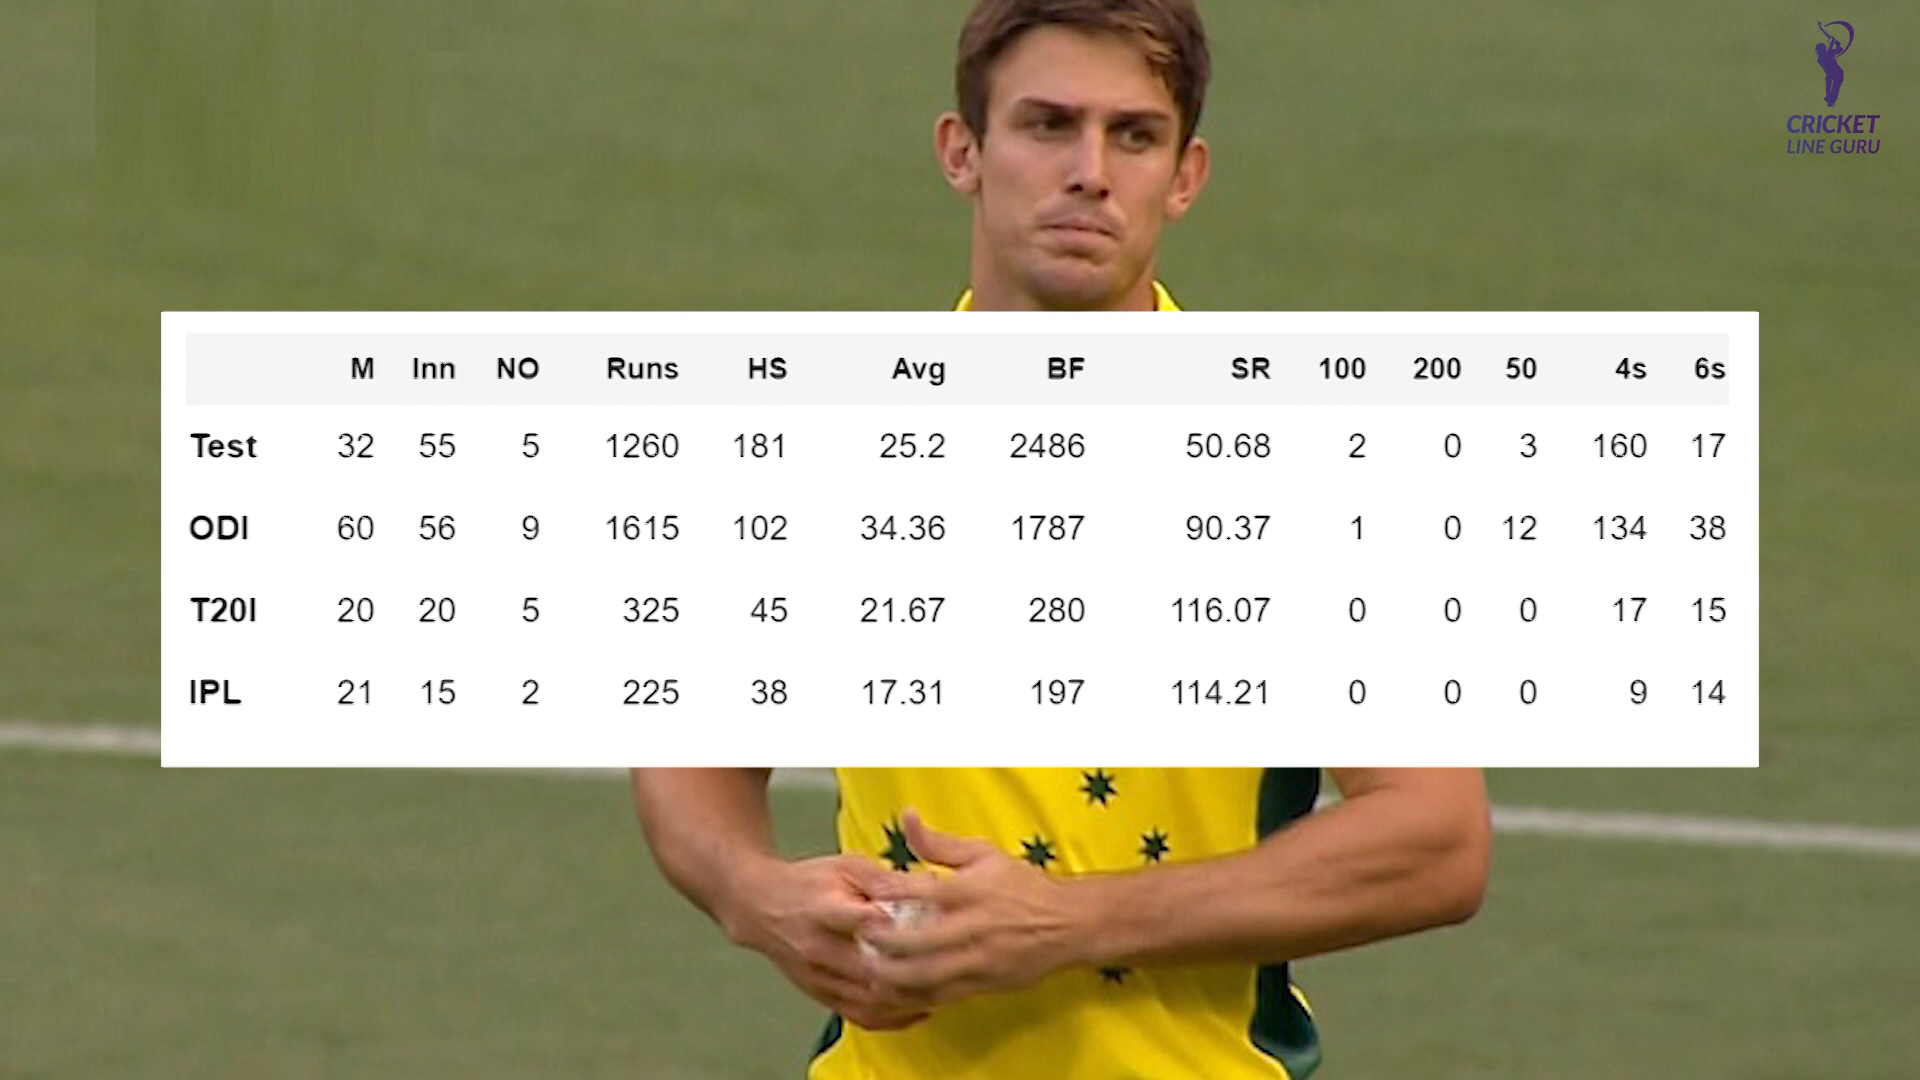 CRICKET
LINE GURU
M Inn NO Runs HS Avg BF SR 100 200 50 4s 6s
Test 32 55 5 1260 181 25.2 2486 50.68 2 0 3 160 17
ODI 60 56 9 1615 102 34.36 1787 90.37 1 0 12 134 38
T20I 20 20 5 325 45 21.67 280 116.07 0 0 0 17 15
IPL 21 15 2 225 38 17.31 197 114.21 0 0 0 9 14